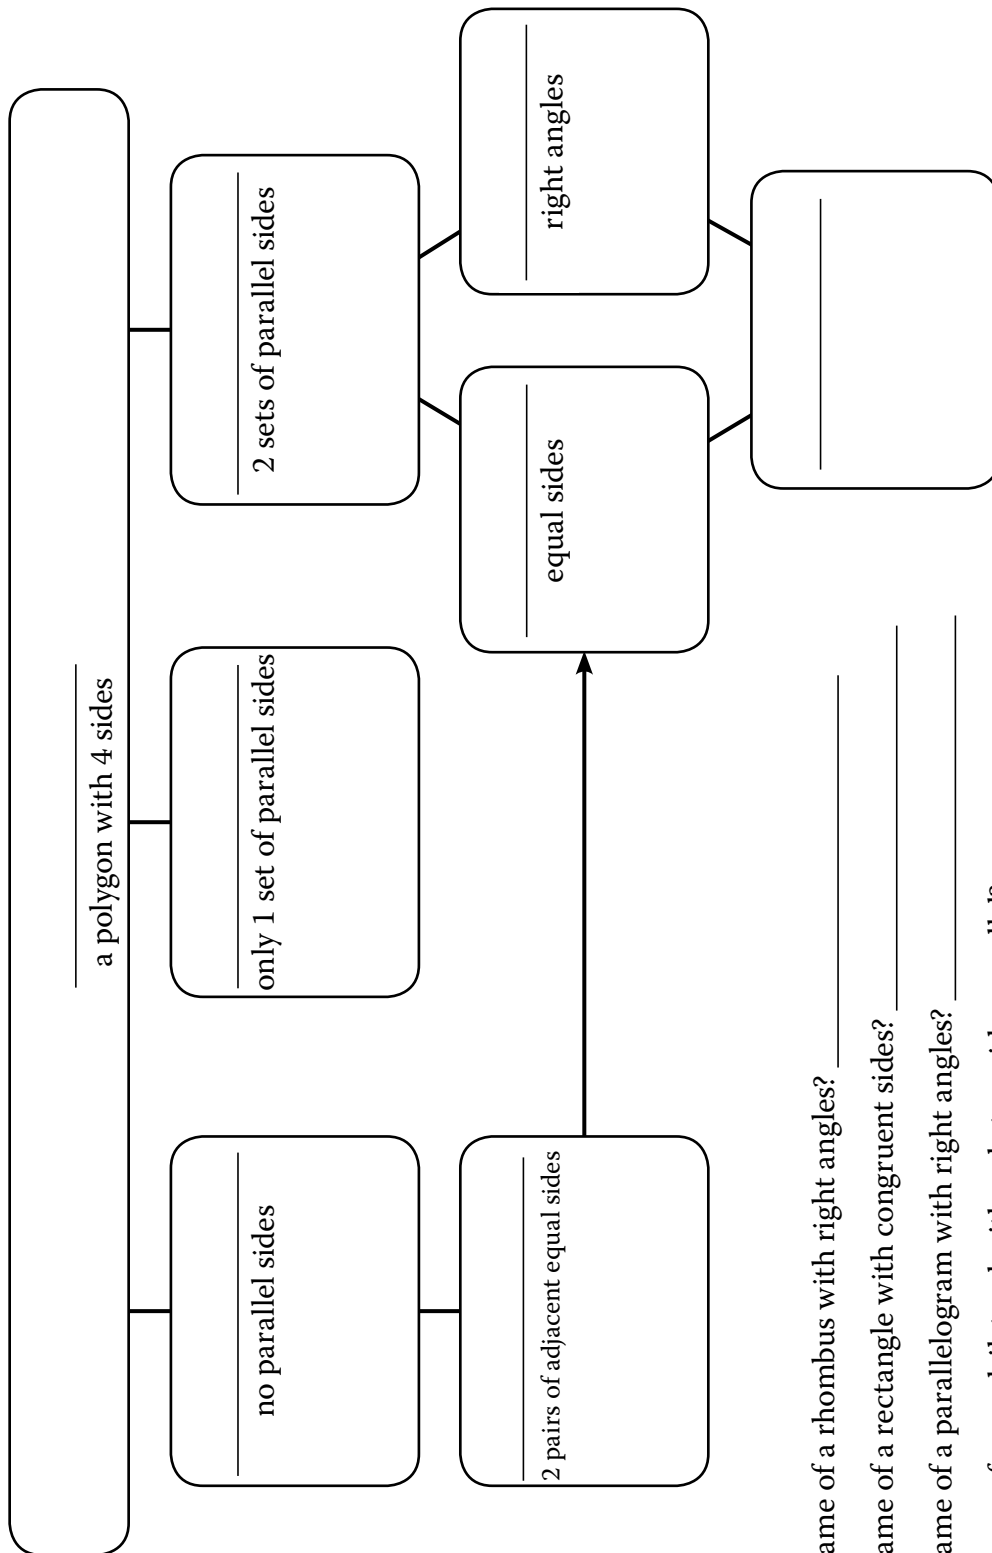 a polygon with 4 sides
no parallel sides
only 1 set of parallel sides
2 sets of parallel sides
2 pairs of adjacent equal sides
equal sides
right angles
ame of a rhombus with right angles?
ame of a rectangle with congruent sides?
ame of a parallelogram with right angles?